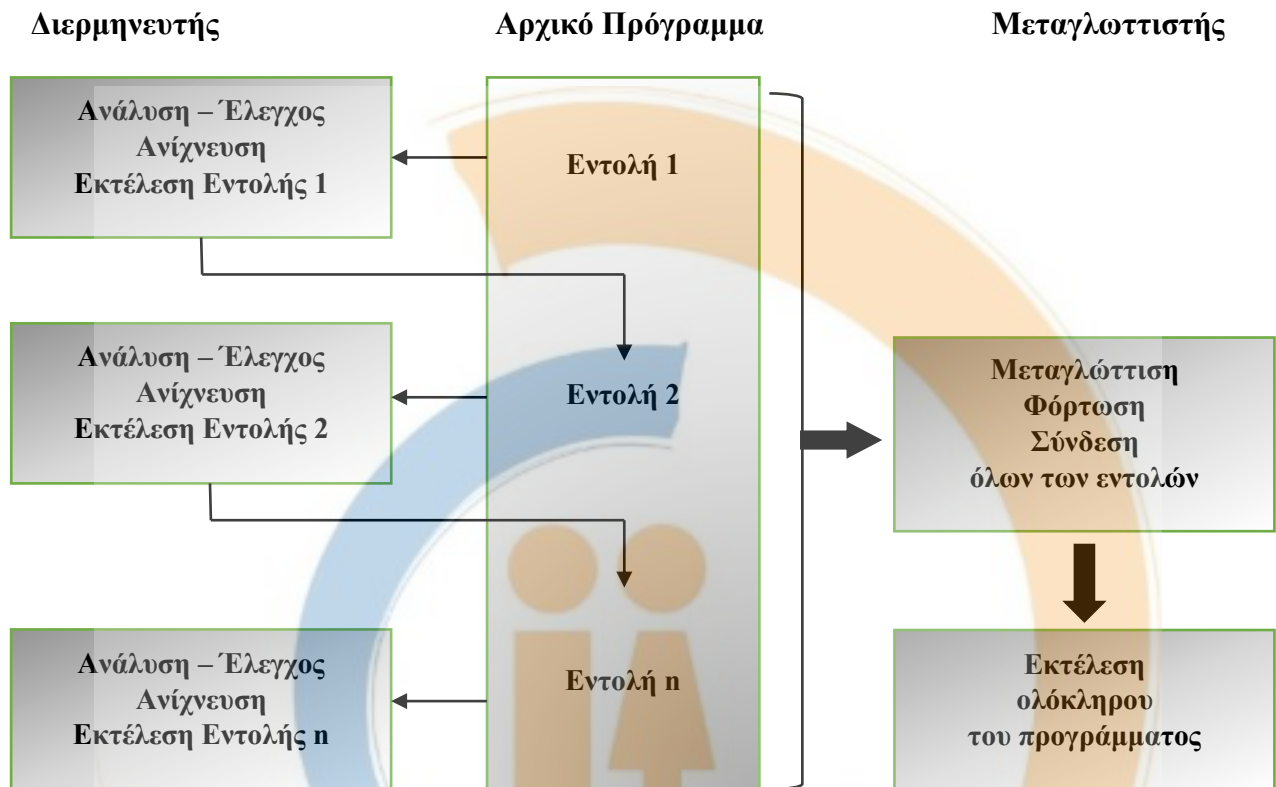 Διερμηνευτής
Αρχικό Πρόγραμμα
Μεταγλωττιστής
Ανάλυση – Έλεγχος
Ανίχνευση
Εκτέλεση Εντολής 1
Εντολή 1
Ανάλυση – Έλεγχος
Ανίχνευση
Εκτέλεση Εντολής 2
Εντολή 2
Μεταγλώττιση
Φόρτωση
Σύνδεση
όλων των εντολών
Ανάλυση – Έλεγχος
Ανίχνευση
Εκτέλεση Εντολής n
Εντολή n
Εκτέλεση
ολόκληρου
του προγράμματος